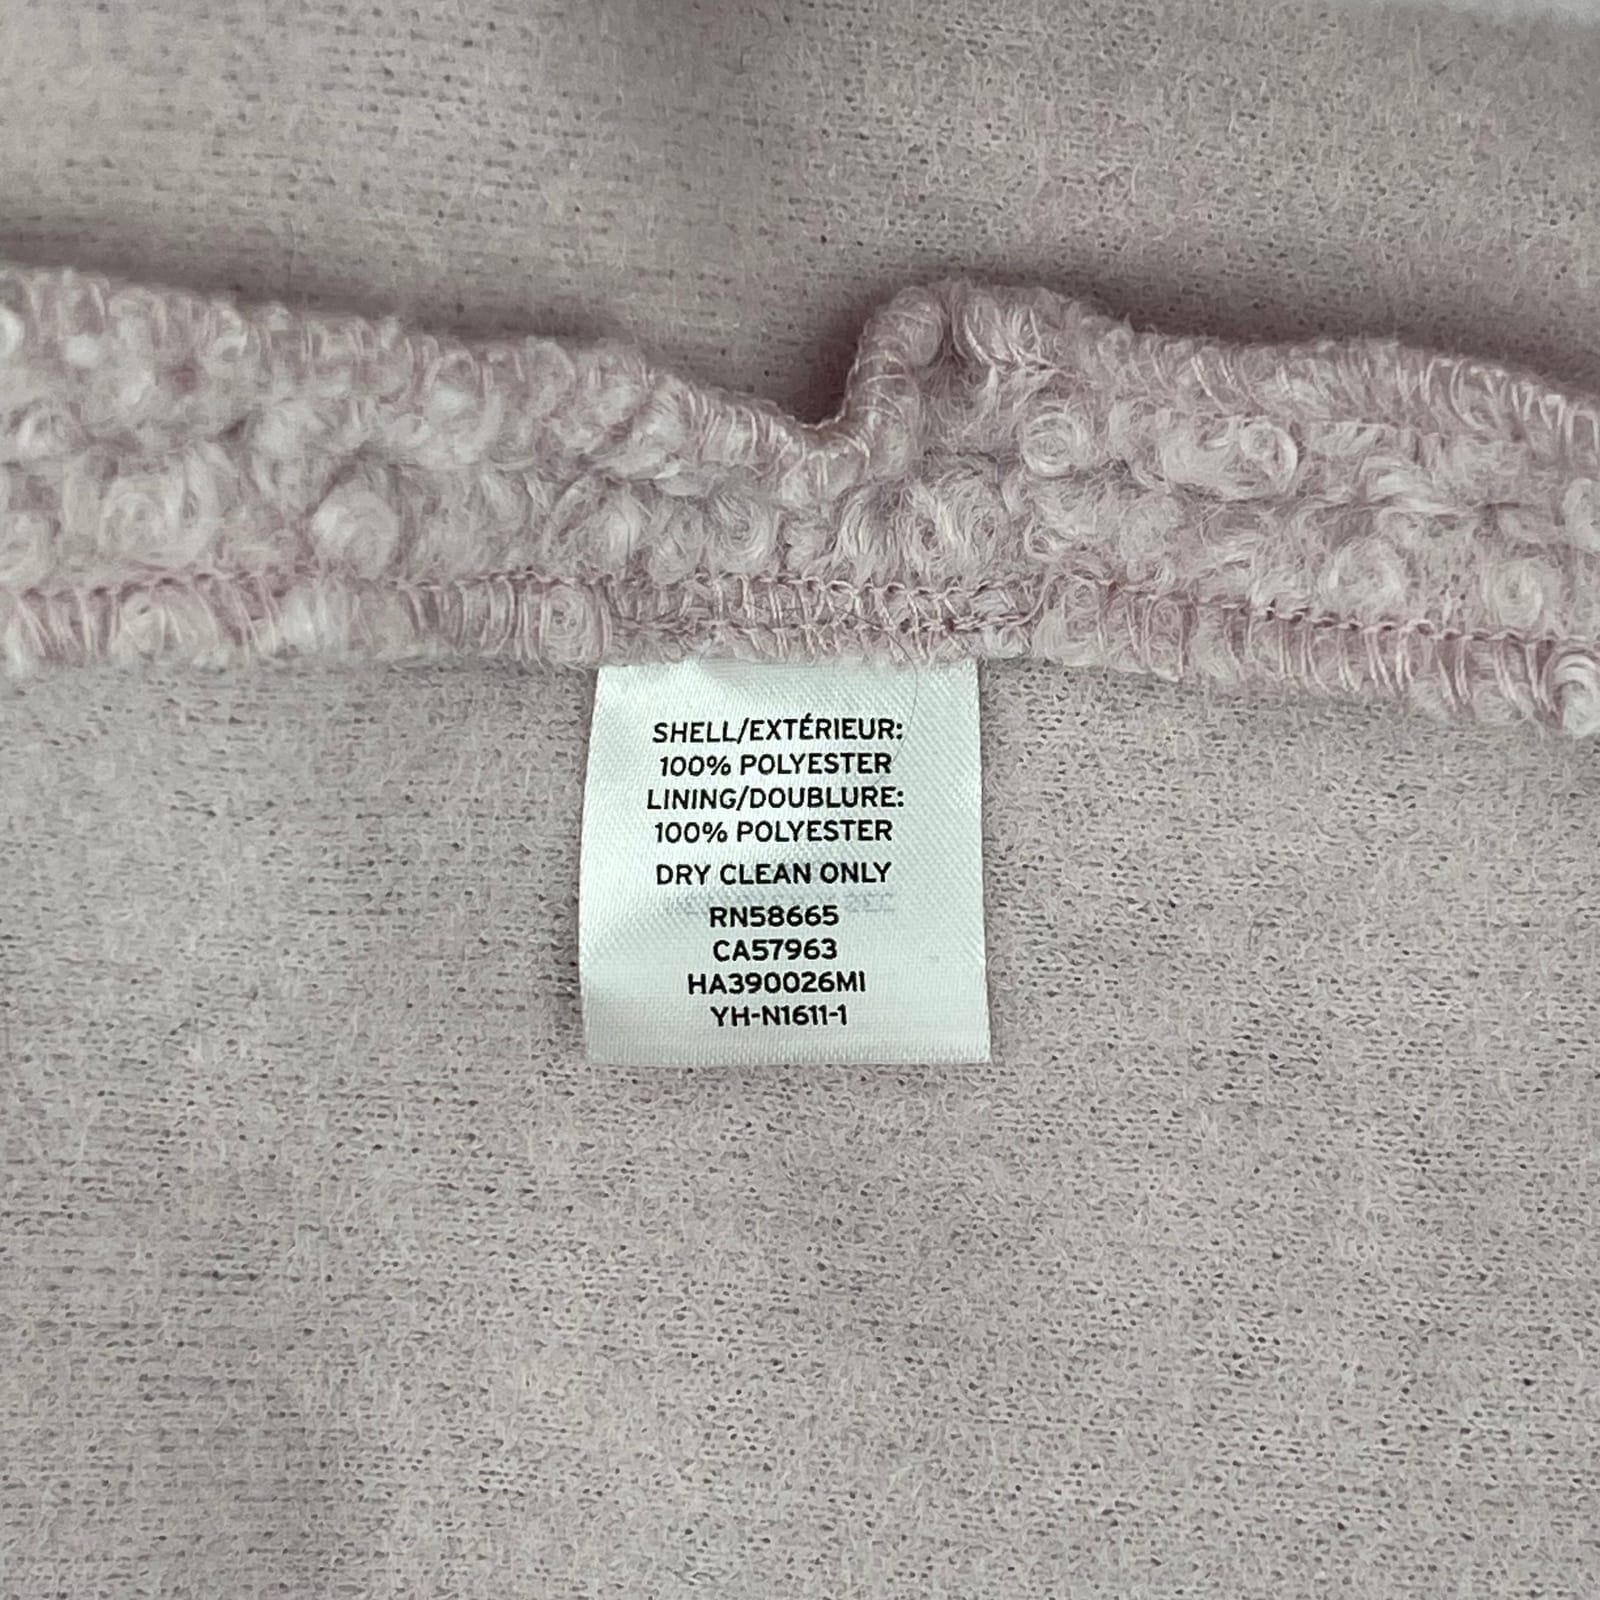 SHELL/EXTÉRIEUR:
100% POLYESTER
LINING/DOUBLURE:
100% POLYESTER
DRY CLEAN ONLY
RN58665
CA57963
HA390026MI
YH-N1611-1